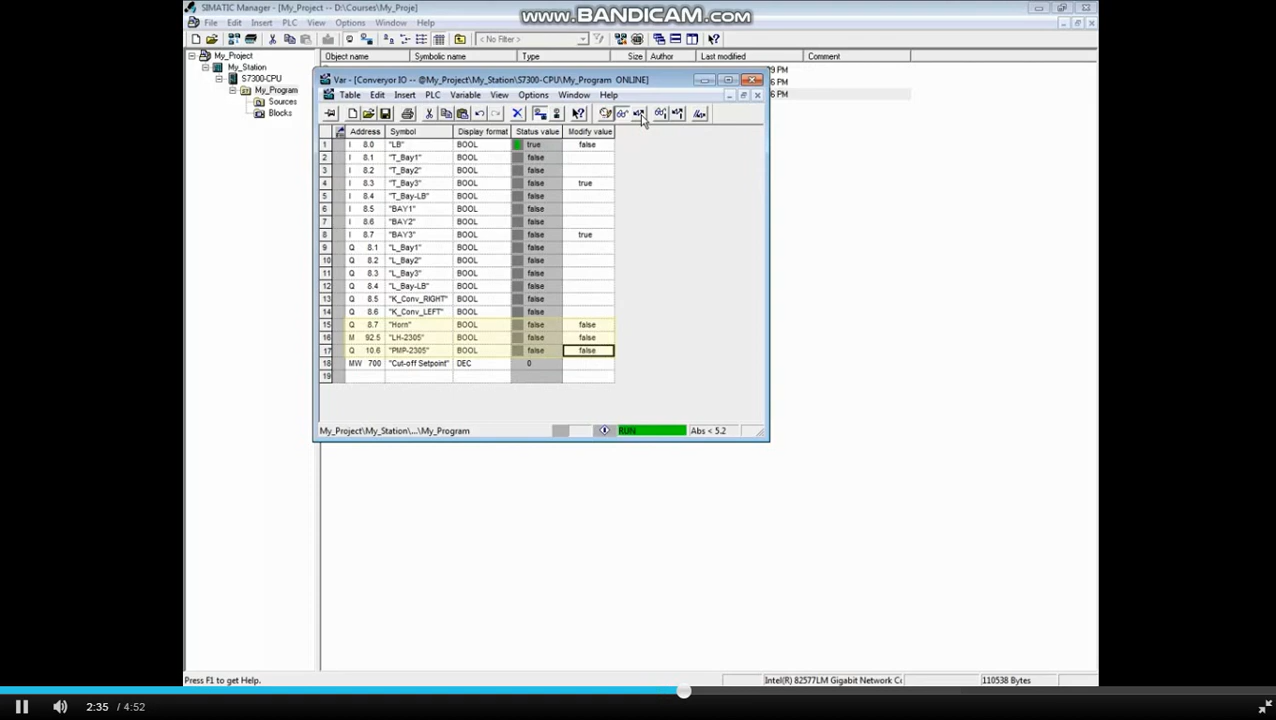 SIMATIC Manager - [My_Project -- D:\Courses\My_Proje]
www.BANDICAM.com
File Edit Insert PLC View Options Window Help
< No Filter >
My_Project
My_Station
S7300-CPU
My_Program
Sources
Blocks
Object name Symbolic name Type Size Author Last modified Comment
9 PM
6 PM
6 PM
Var - [Conveyor IO -- @My_Project\My_Station\S7300-CPU\My_Program ONLINE]
Table Edit Insert PLC Variable View Options Window Help
Address Symbol Display format Status value Modify value
1 I 8.0 "LB" BOOL true false
2 I 8.1 "T_Bay1" BOOL false
3 I 8.2 "T_Bay2" BOOL false
4 I 8.3 "T_Bay3" BOOL false true
5 I 8.4 "T_Bay-LB" BOOL false
6 I 8.5 "BAY1" BOOL false
7 I 8.6 "BAY2" BOOL false
8 I 8.7 "BAY3" BOOL false true
9 Q 8.1 "L_Bay1" BOOL false
10 Q 8.2 "L_Bay2" BOOL false
11 Q 8.3 "L_Bay3" BOOL false
12 Q 8.4 "L_Bay-LB" BOOL false
13 Q 8.5 "K_Conv_RIGHT" BOOL false
14 Q 8.6 "K_Conv_LEFT" BOOL false
15 Q 8.7 "Horn" BOOL false false
16 M 92.5 "LH-2305" BOOL false false
17 Q 10.6 "PMP-2305" BOOL false false
18 MW 700 "Cut-off Setpoint" DEC 0
19
My_Project\My_Station\...\My_Program RUN Abs < 5.2
Press F1 to get Help. Intel(R) 82577LM Gigabit Network Cc 110538 Bytes
2:35 / 4:52